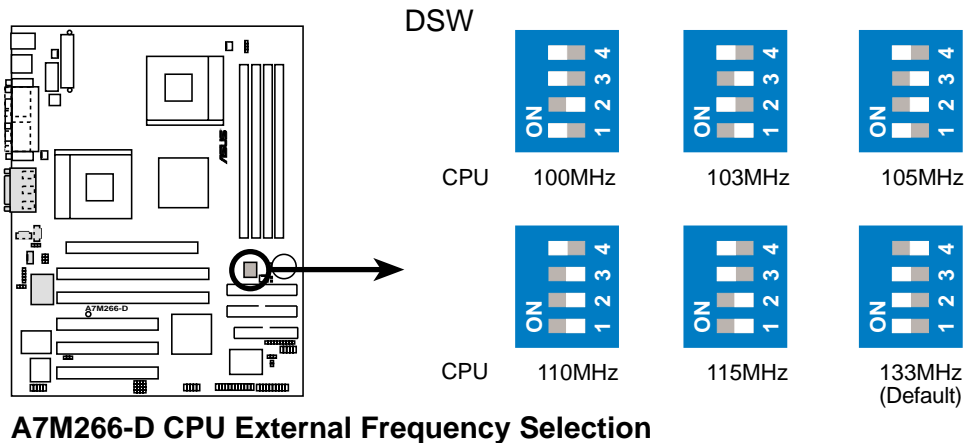 DSW
ON 1 2 3 4
ON 1 2 3 4
ON 1 2 3 4
CPU 100MHz 103MHz 105MHz
ASUS
A7M266-D
ON 1 2 3 4
ON 1 2 3 4
ON 1 2 3 4
CPU 110MHz 115MHz 133MHz
(Default)
A7M266-D CPU External Frequency Selection